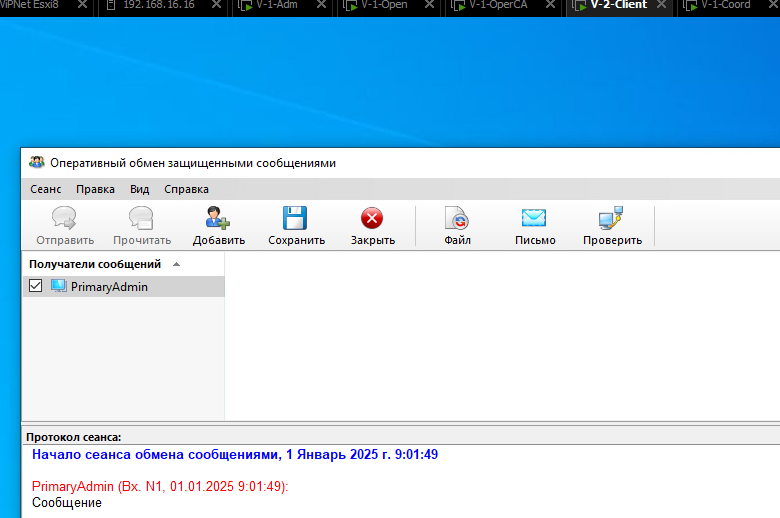 ViPNet Esxi8 192.168.16.16 V-1-Adm V-1-Open V-1-OperCA V-2-Client V-1-Coord
Оперативный обмен защищенными сообщениями
Сеанс Правка Вид Справка
Отправить Прочитать Добавить Сохранить Закрыть Файл Письмо Проверить
Получатели сообщений
PrimaryAdmin
Протокол сеанса:
Начало сеанса обмена сообщениями, 1 Январь 2025 г. 9:01:49
PrimaryAdmin (Вх. N1, 01.01.2025 9:01:49):
Сообщение